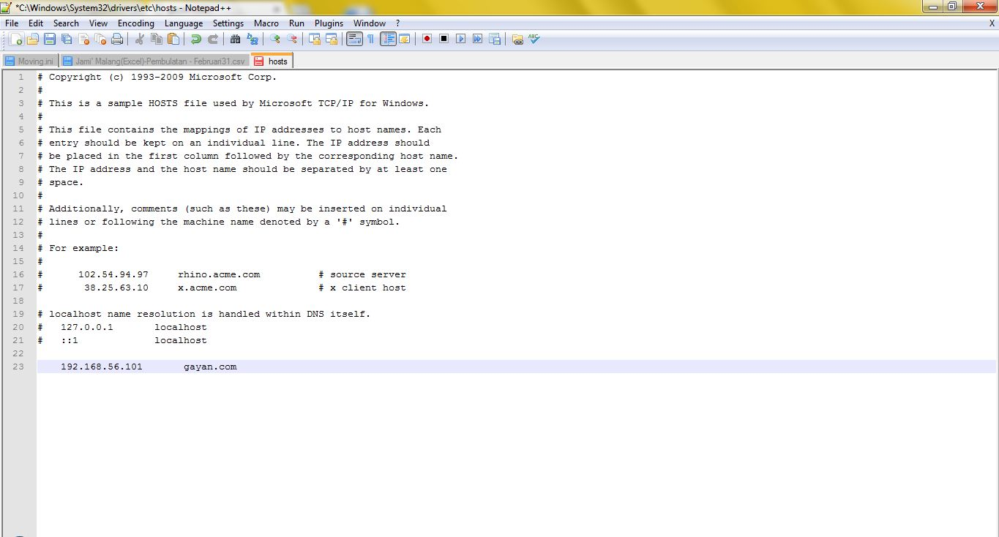 *C:\Windows\System32\drivers\etc\hosts - Notepad++
File Edit Search View Encoding Language Settings Macro Run Plugins Window ? X
Moving.ini Jami' Malang(Excel)-Pembulatan - Februari31.csv hosts
1 # Copyright (c) 1993-2009 Microsoft Corp.
2 #
3 # This is a sample HOSTS file used by Microsoft TCP/IP for Windows.
4 #
5 # This file contains the mappings of IP addresses to host names. Each
6 # entry should be kept on an individual line. The IP address should
7 # be placed in the first column followed by the corresponding host name.
8 # The IP address and the host name should be separated by at least one
9 # space.
10 #
11 # Additionally, comments (such as these) may be inserted on individual
12 # lines or following the machine name denoted by a '#' symbol.
13 #
14 # For example:
15 #
16 #      102.54.94.97     rhino.acme.com          # source server
17 #       38.25.63.10     x.acme.com              # x client host
18
19 # localhost name resolution is handled within DNS itself.
20 #   127.0.0.1       localhost
21 #   ::1             localhost
22
23     192.168.56.101       gayan.com